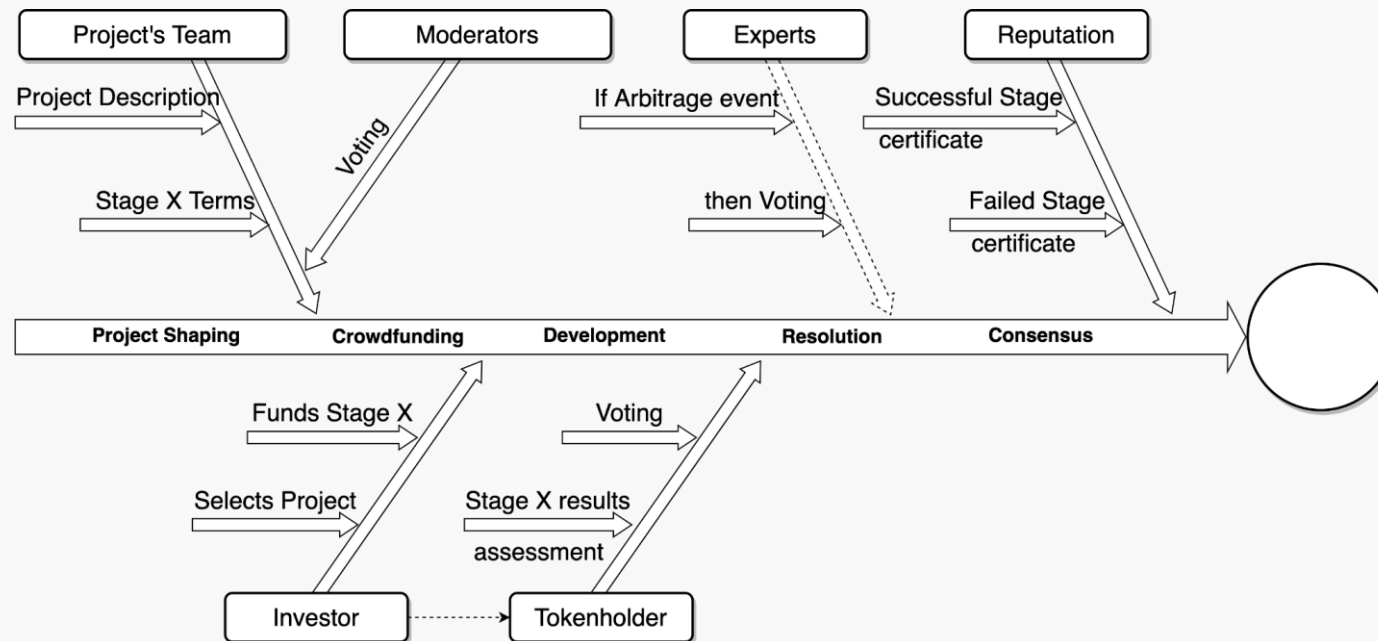 Project's Team
Moderators
Experts
Reputation
Project Description
If Arbitrage event
Successful Stage
certificate
Voting
Stage X Terms
then Voting
Failed Stage
certificate
Project Shaping
Crowdfunding
Development
Resolution
Consensus
Funds Stage X
Voting
Selects Project
Stage X results
assessment
Investor
Tokenholder